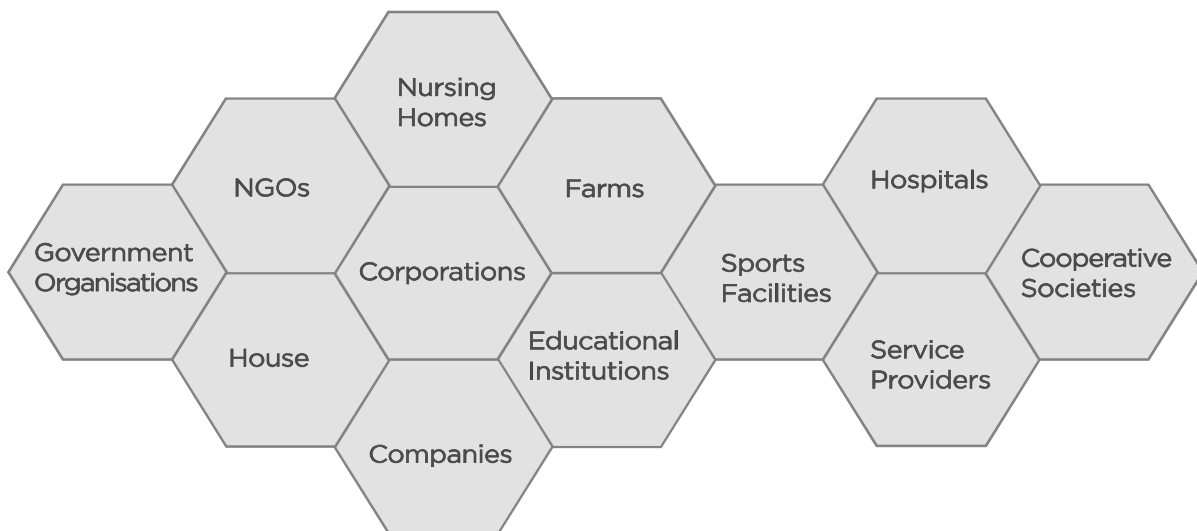 Nursing
Homes
NGOs
Farms
Hospitals
Government
Organisations
Corporations
Sports
Facilities
Cooperative
Societies
House
Educational
Institutions
Service
Providers
Companies